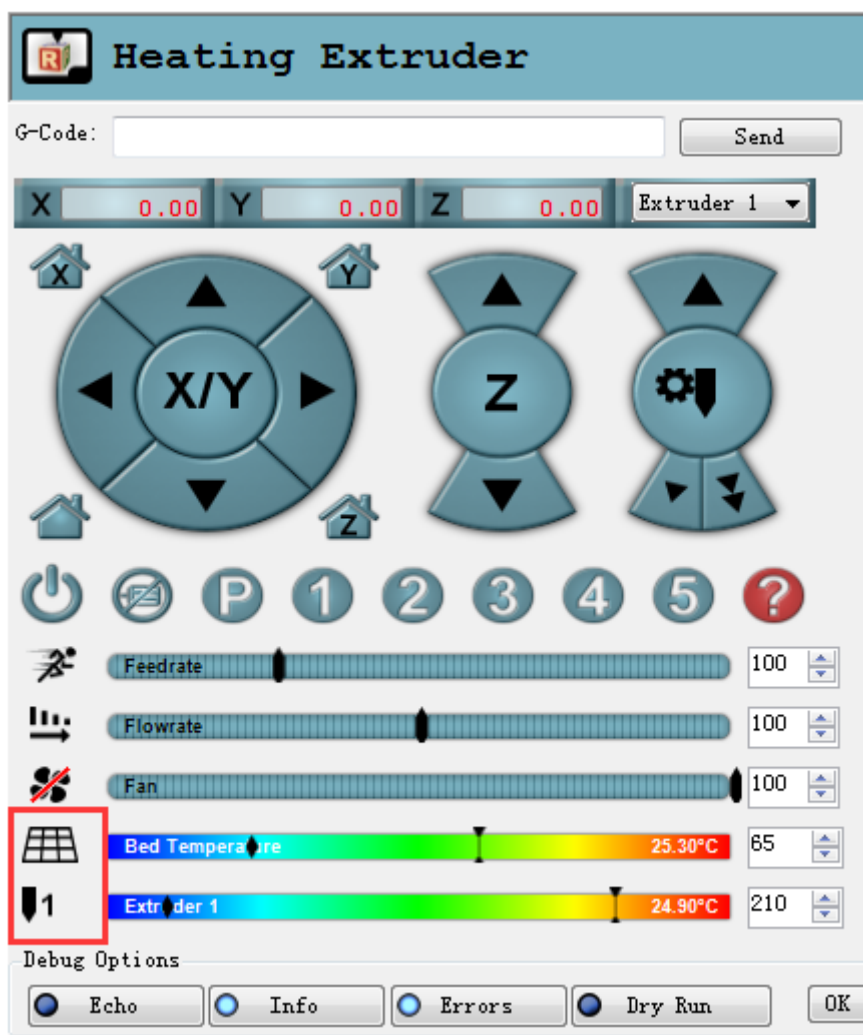 R Heating Extruder
G-Code: Send
X 0.00 Y 0.00 Z 0.00 Extruder 1
X Y
X/Y Z
Z
P 1 2 3 4 5 ?
Feedrate 100
Flowrate 100
Fan 100
Bed Temperature 25.30°C 65
1 Extruder 1 24.90°C 210
Debug Options
Echo Info Errors Dry Run OK